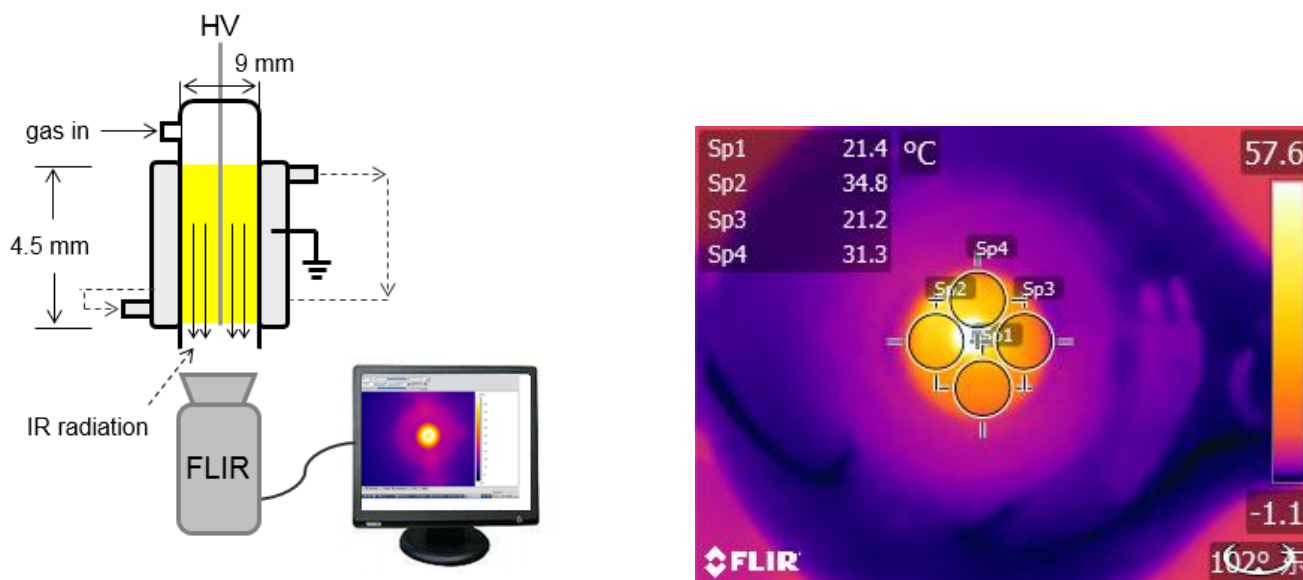 HV
9 mm
gas in
4.5 mm
IR radiation
FLIR
Sp1 21.4 °C
Sp2 34.8
Sp3 21.2
Sp4 31.3
57.6
Sp4
Sp2
Sp3
Sp1
-1.1
FLIR
102°